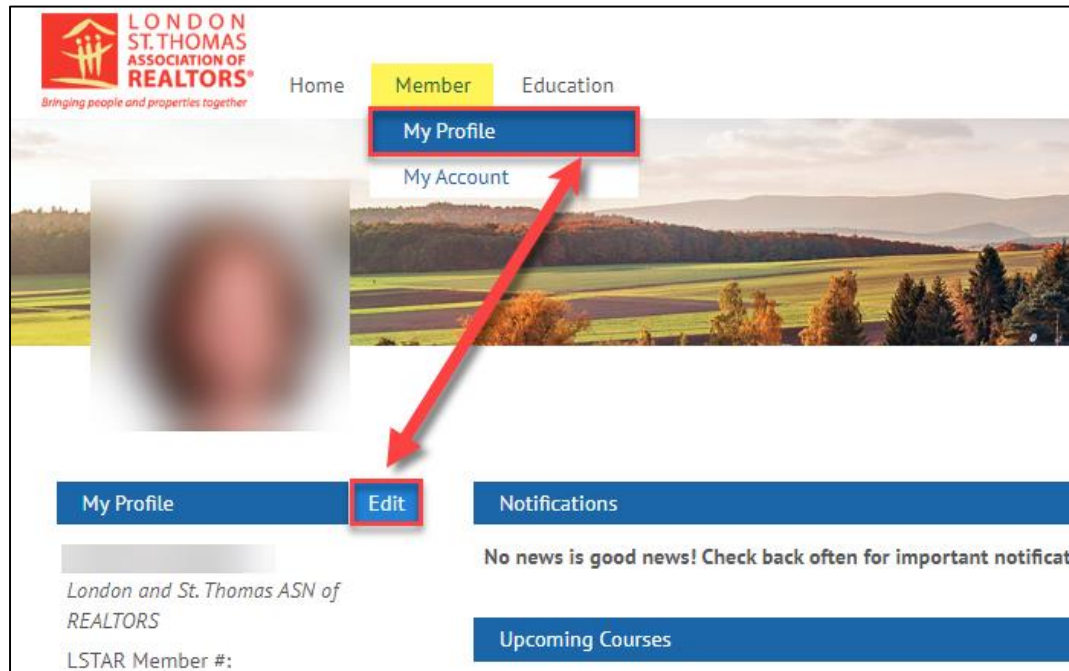 LONDON
ST. THOMAS
ASSOCIATION OF
REALTORS®
Bringing people and properties together
Home Member Education
My Profile
My Account
My Profile Edit
Notifications
No news is good news! Check back often for important notificat
London and St. Thomas ASN of
REALTORS
Upcoming Courses
LSTAR Member #: